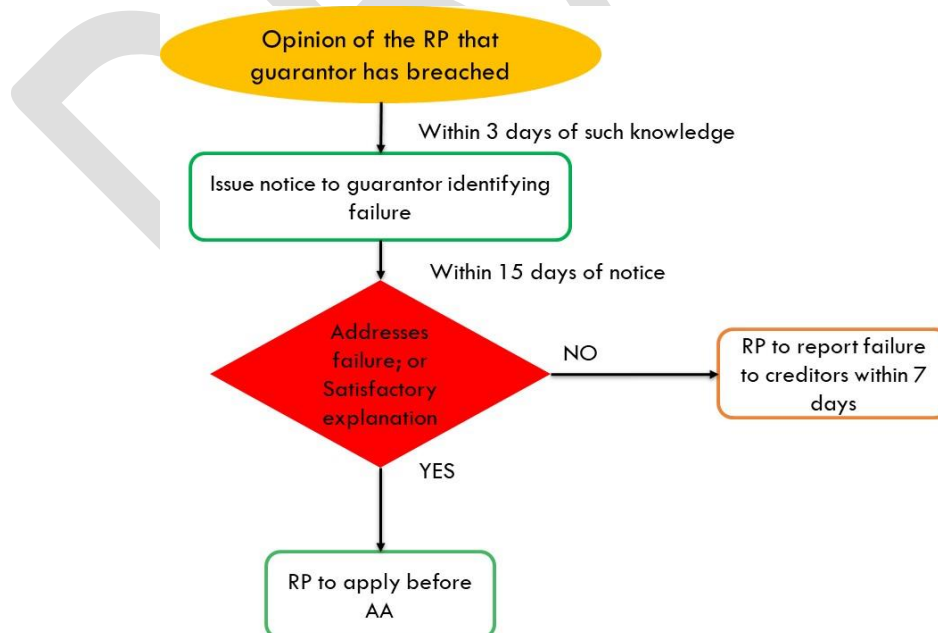 Opinion of the RP that
guarantor has breached
Within 3 days of such knowledge
Issue notice to guarantor identifying
failure
Within 15 days of notice
Addresses
failure; or
Satisfactory
explanation
NO
RP to report failure
to creditors within 7
days
YES
RP to apply before
AA